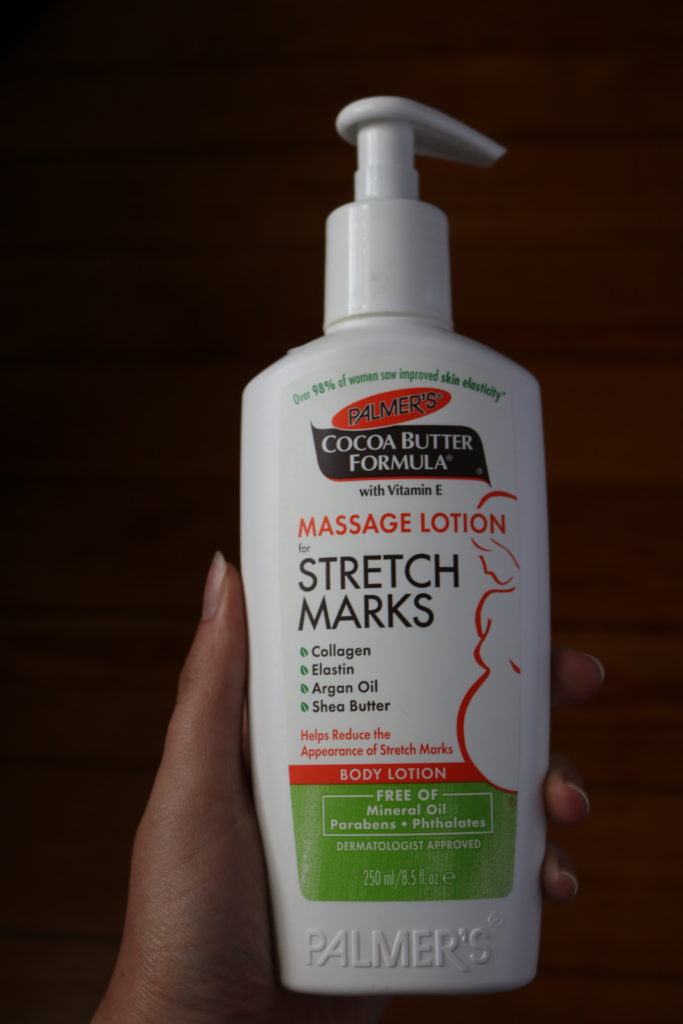 Over 98% of women saw improved skin elasticity*
PALMER'S®
COCOA BUTTER
FORMULA®
with Vitamin E
MASSAGE LOTION
for
STRETCH
MARKS
Collagen
Elastin
Argan Oil
Shea Butter
Helps Reduce the
Appearance of Stretch Marks
BODY LOTION
FREE OF
Mineral Oil
Parabens • Phthalates
DERMATOLOGIST APPROVED
250 ml/8.5 fl. oz. ℮
PALMER'S®